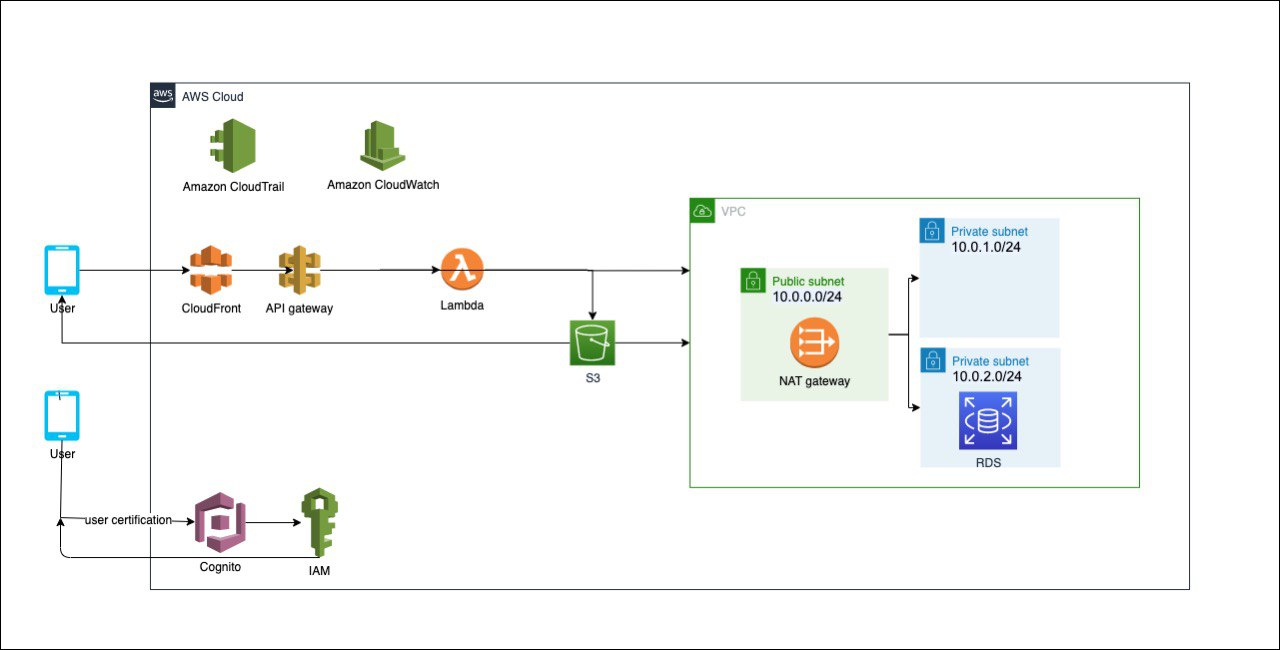 aws
AWS Cloud
Amazon CloudTrail
Amazon CloudWatch
VPC
Private subnet
10.0.1.0/24
Public subnet
10.0.0.0/24
User
CloudFront
API gateway
Lambda
S3
NAT gateway
Private subnet
10.0.2.0/24
RDS
User
user certification
Cognito
IAM